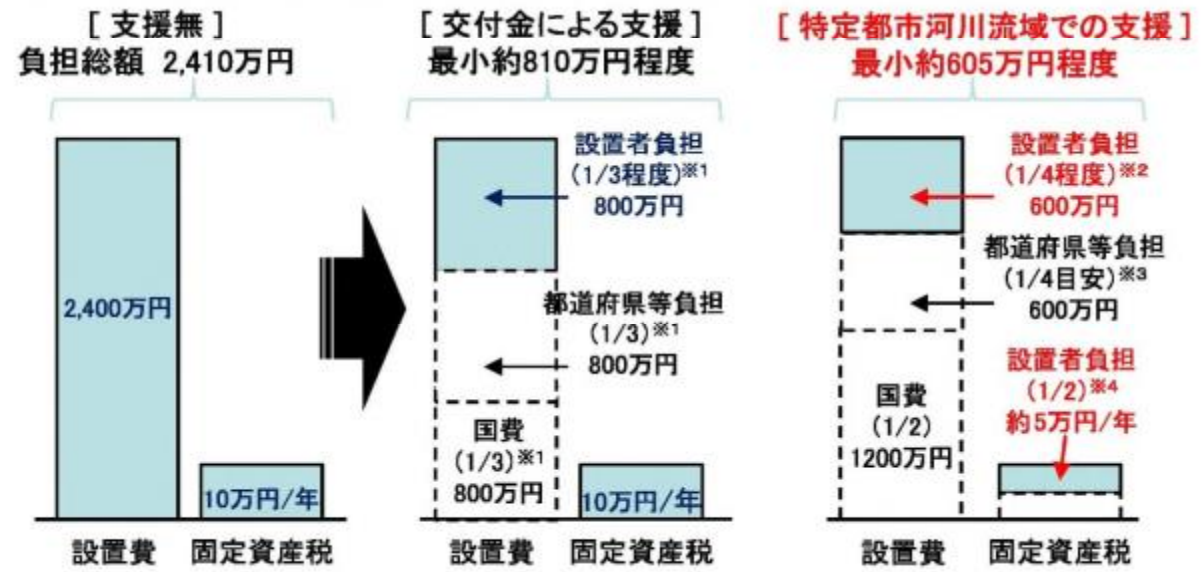 [ 支援無 ]
負担総額 2,410万円
2,400万円
10万円/年
設置費
固定資産税
[ 交付金による支援 ]
最小約810万円程度
設置者負担
(1/3程度)※1
800万円
都道府県等負担
(1/3)※1
800万円
国費
(1/3)※1
800万円
10万円/年
設置費
固定資産税
[ 特定都市河川流域での支援 ]
最小約605万円程度
設置者負担
(1/4程度)※2
600万円
都道府県等負担
(1/4目安)※3
600万円
国費
(1/2)
1200万円
設置者負担
(1/2)※4
約5万円/年
設置費
固定資産税